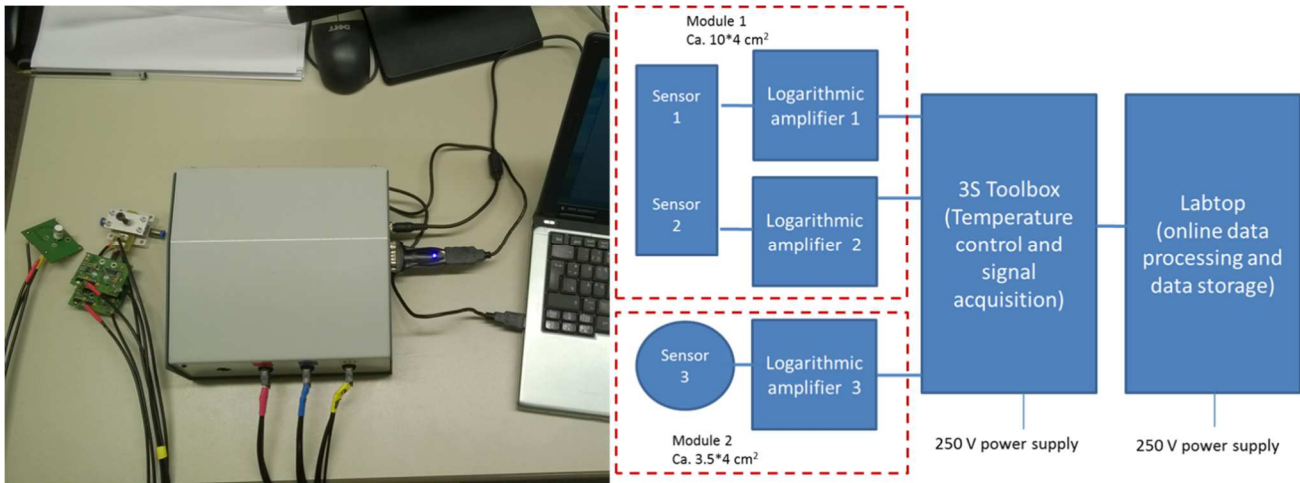 DELL
Module 1
Ca. 10*4 cm²
Sensor
1
Logarithmic
amplifier 1
Sensor
2
Logarithmic
amplifier 2
3S Toolbox
(Temperature
control and
signal
acquisition)
Labtop
(online data
processing and
data storage)
Sensor
3
Logarithmic
amplifier 3
Module 2
Ca. 3.5*4 cm²
250 V power supply
250 V power supply